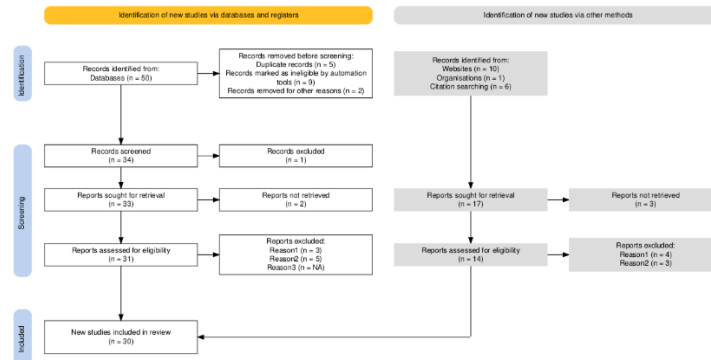 Identification of new studies via databases and registers
Identification of new studies via other methods
Identification
Records identified from:
Databases (n = 50)
Records removed before screening:
Duplicate records (n = 5)
Records marked as ineligible by automation
tools (n = 9)
Records removed for other reasons (n = 2)
Records identified from:
Websites (n = 10)
Organisations (n = 1)
Citation searching (n = 6)
Screening
Records screened
(n = 34)
Records excluded
(n = 1)
Reports sought for retrieval
(n = 33)
Reports not retrieved
(n = 2)
Reports sought for retrieval
(n = 17)
Reports not retrieved
(n = 3)
Reports assessed for eligibility
(n = 31)
Reports excluded:
Reason1 (n = 3)
Reason2 (n = 5)
Reason3 (n = NA)
Reports assessed for eligibility
(n = 14)
Reports excluded:
Reason1 (n = 4)
Reason2 (n = 3)
Included
New studies included in review
(n = 30)